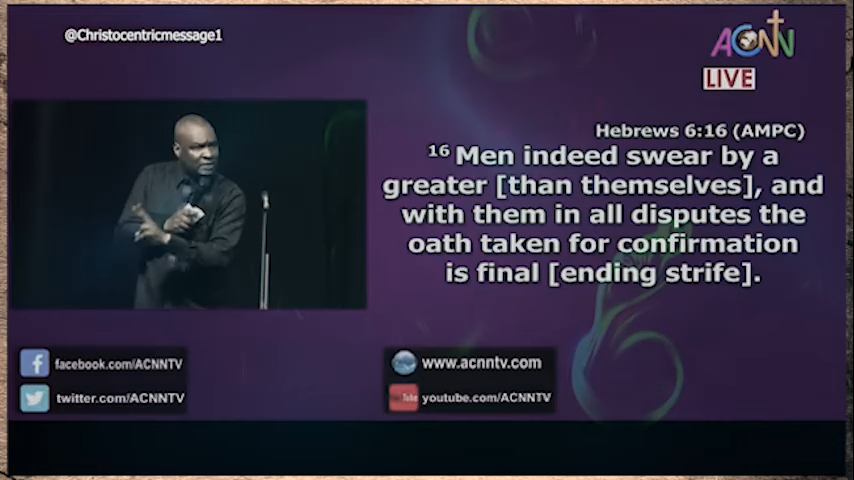 @Christocentricmessage1
ACNN
LIVE
Hebrews 6:16 (AMPC)
16 Men indeed swear by a
greater [than themselves], and
with them in all disputes the
oath taken for confirmation
is final [ending strife].
facebook.com/ACNNTV
twitter.com/ACNNTV
www.acnntv.com
youtube.com/ACNNTV